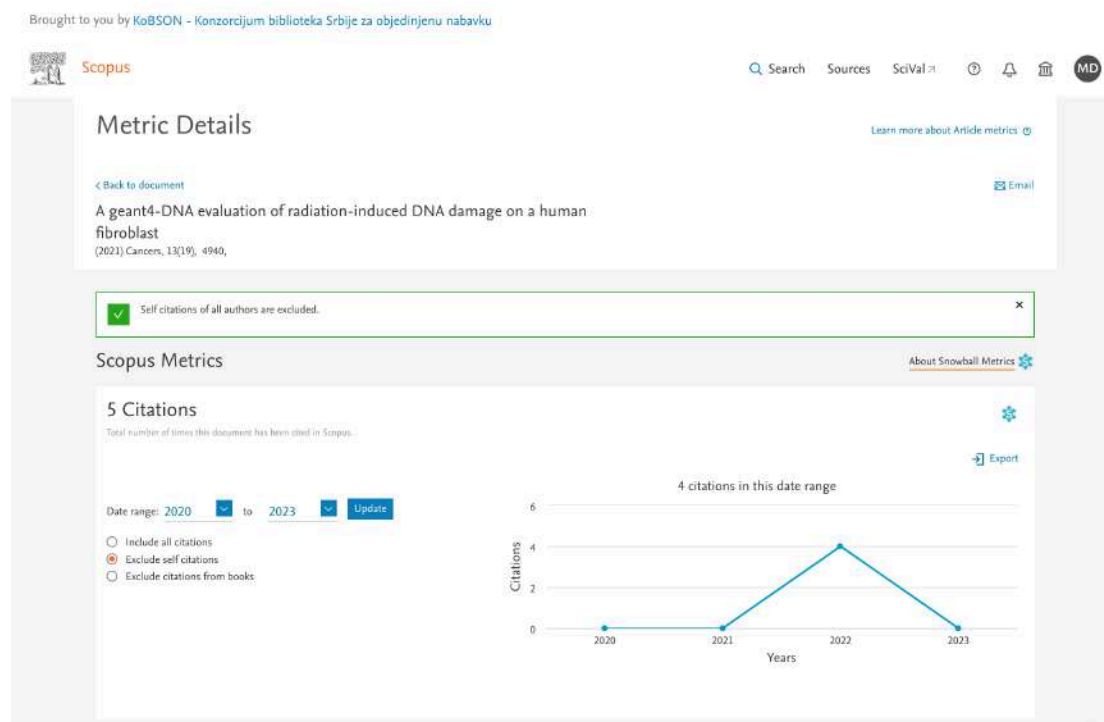 Brought to you by KoBSON - Konzorcijum biblioteka Srbije za objedinjenu nabavku
Scopus
Search Sources SciVal
MD
Metric Details
Learn more about Article metrics
Back to document
Email
A geant4-DNA evaluation of radiation-induced DNA damage on a human
fibroblast
(2021) Cancers, 13(19), 4940,
Self citations of all authors are excluded.
Scopus Metrics
About Snowball Metrics
5 Citations
Total number of times this document has been cited in Scopus.
Export
4 citations in this date range
Date range: 2020 to 2023 Update
Include all citations
Exclude self citations
Exclude citations from books
Citations
6
4
2
0
2020 2021 2022 2023
Years